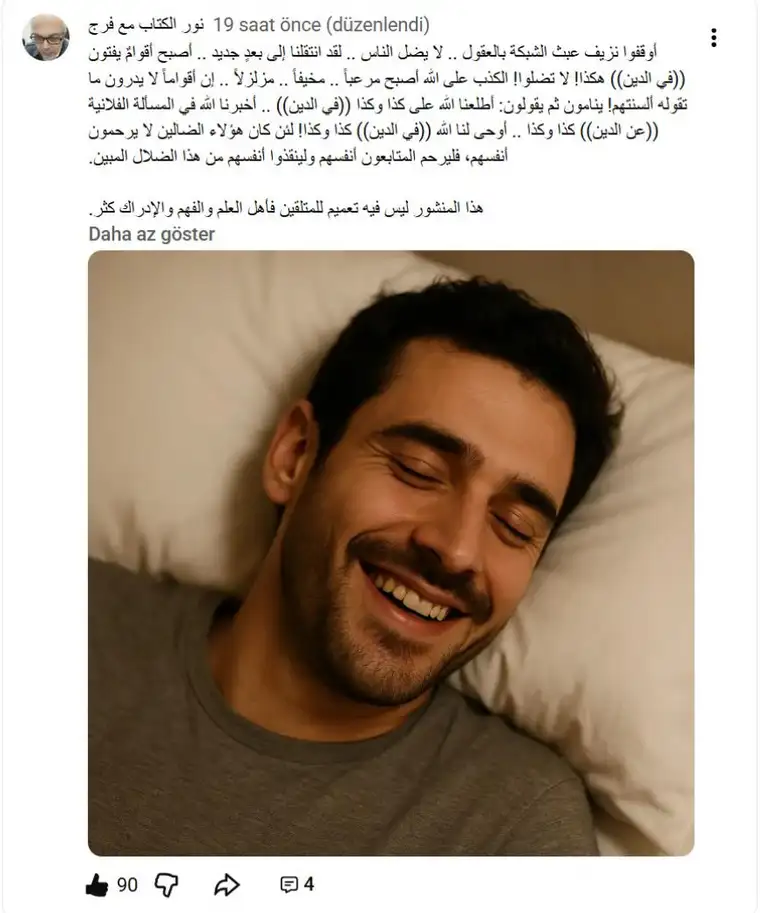 نور الكتاب مع فرج 19 saat önce (düzenlendi)
أوقفوا نزيف عبث الشبكة بالعقول .. لا يضل الناس .. لقد انتقلنا إلى بعدٍ جديد .. أصبح أقوامٌ يفتون
((في الدين)) هكذا! لا تضلوا! الكذب على الله أصبح مرعباً .. مخيفاً .. مزلزلاً .. إن أقواماً لا يدرون ما
تقوله ألسنتهم! ينامون ثم يقولون: أطلعنا الله على كذا وكذا ((في الدين)) .. أخبرنا الله في المسألة الفلانية
((عن الدين)) كذا وكذا .. أوحى لنا الله ((في الدين)) كذا وكذا! لئن كان هؤلاء الضالين لا يرحمون
أنفسهم، فليرحم المتابعون أنفسهم ولينقذوا أنفسهم من هذا الضلال المبين.
هذا المنشور ليس فيه تعميم للمتلقين فأهل العلم والفهم والإدراك كثر.
Daha az göster
90 4